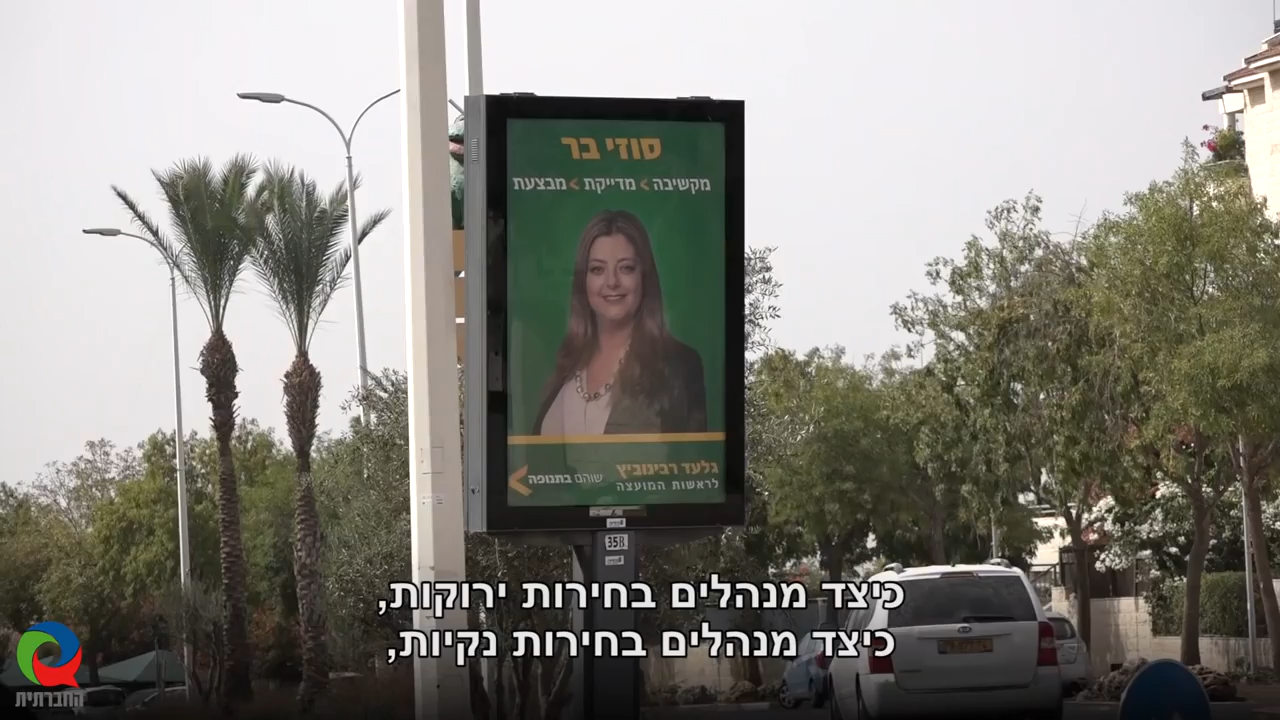 סוזי בר
מקשיבה > מדייקת > מבצעת
גלעד רבינוביץ
לראשות המועצה
שוהם בתנופה
35R
כיצד מנהלים בחירות ירוקות,
כיצד מנהלים בחירות נקיות,
החברתית